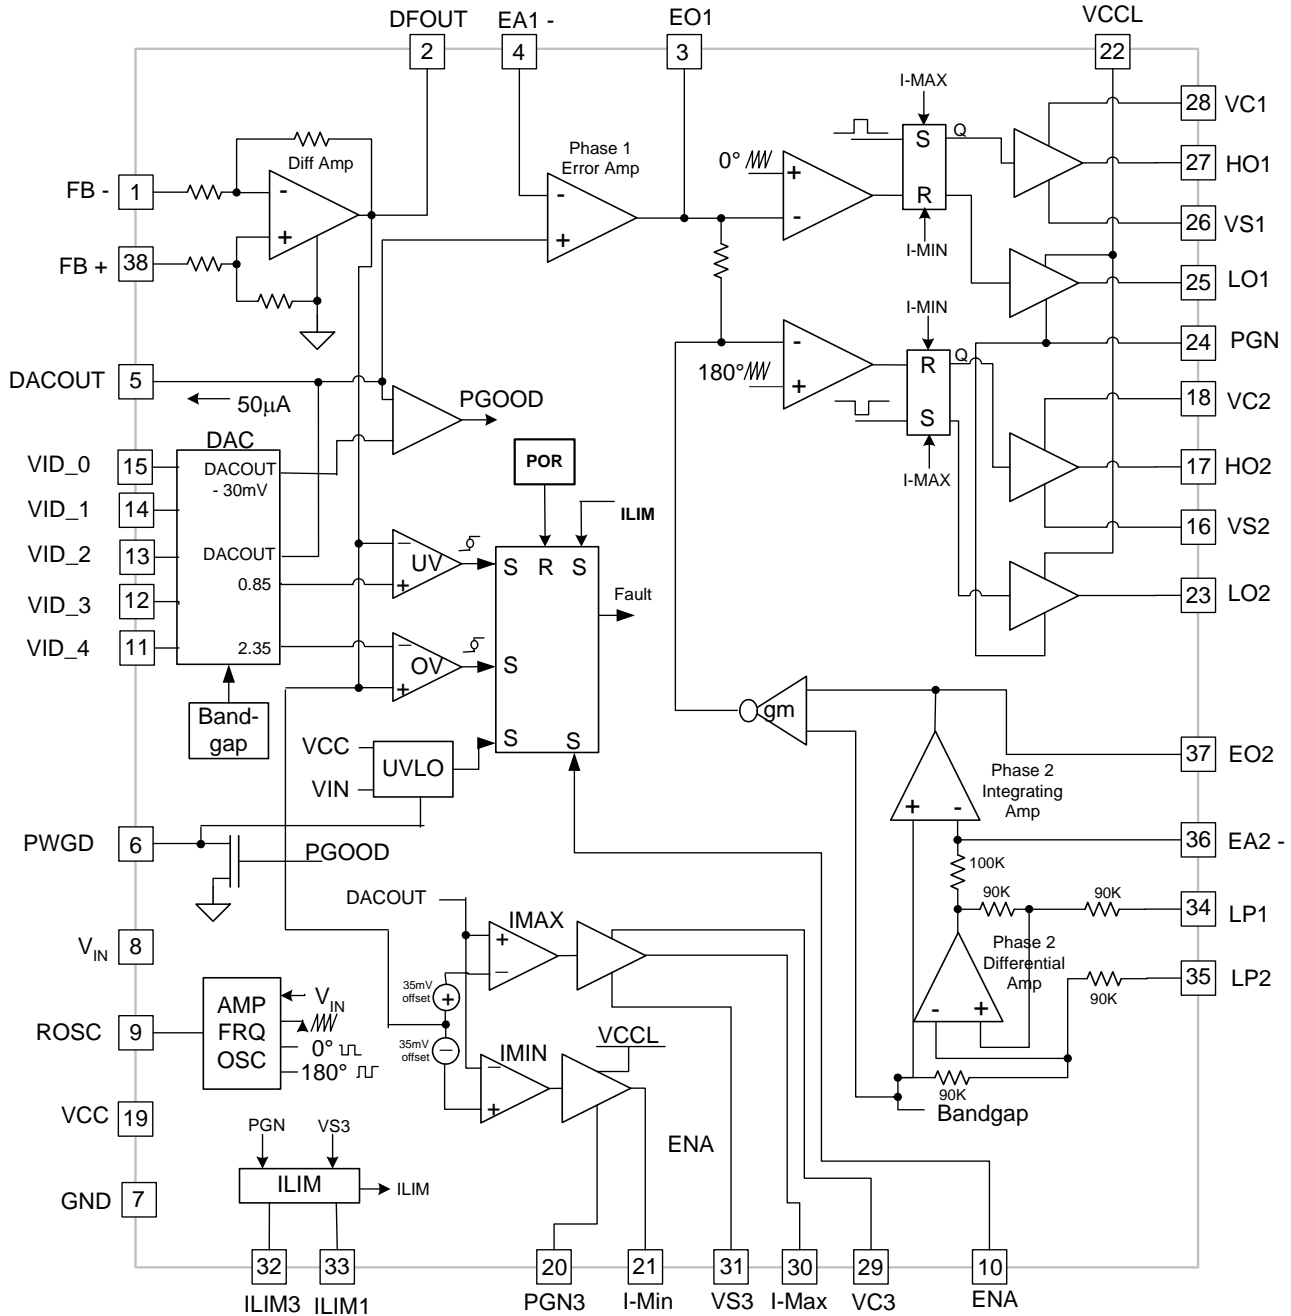 DFOUT
EA1 -
EO1
VCCL
2
4
3
22
I-MAX
28
VC1
S
Q
Diff Amp
Phase 1
Error Amp
0°
+
-
27
HO1
FB -
1
-
-
R
26
VS1
+
+
I-MIN
FB +
38
25
LO1
I-MIN
24
PGN
-
180°
+
R
Q
DACOUT
5
50µA
PGOOD
S
18
VC2
DAC
VID_0
15
DACOUT
- 30mV
POR
I-MAX
17
HO2
VID_1
14
ILIM
16
VS2
VID_2
13
DACOUT
−
UV
+
S
R
S
0.85
Fault
23
LO2
VID_3
12
VID_4
11
2.35
−
OV
+
S
Band-
gap
gm
S
S
VCC
UVLO
VIN
37
EO2
Phase 2
Integrating
Amp
+
-
PWGD
6
PGOOD
36
EA2 -
100K
DACOUT
90K
90K
34
LP1
IMAX
+
−
V IN
8
Phase 2
Differential
Amp
35
LP2
90K
35mV
offset
+
AMP
FRQ
OSC
V IN
-
+
ROSC
9
0°
180°
VCCL
35mV
offset
−
IMIN
−
+
90K
Bandgap
VCC
19
PGN
VS3
ENA
ILIM
ILIM
GND
7
32
33
20
21
31
30
29
10
ILIM3
ILIM1
PGN3
I-Min
VS3
I-Max
VC3
ENA